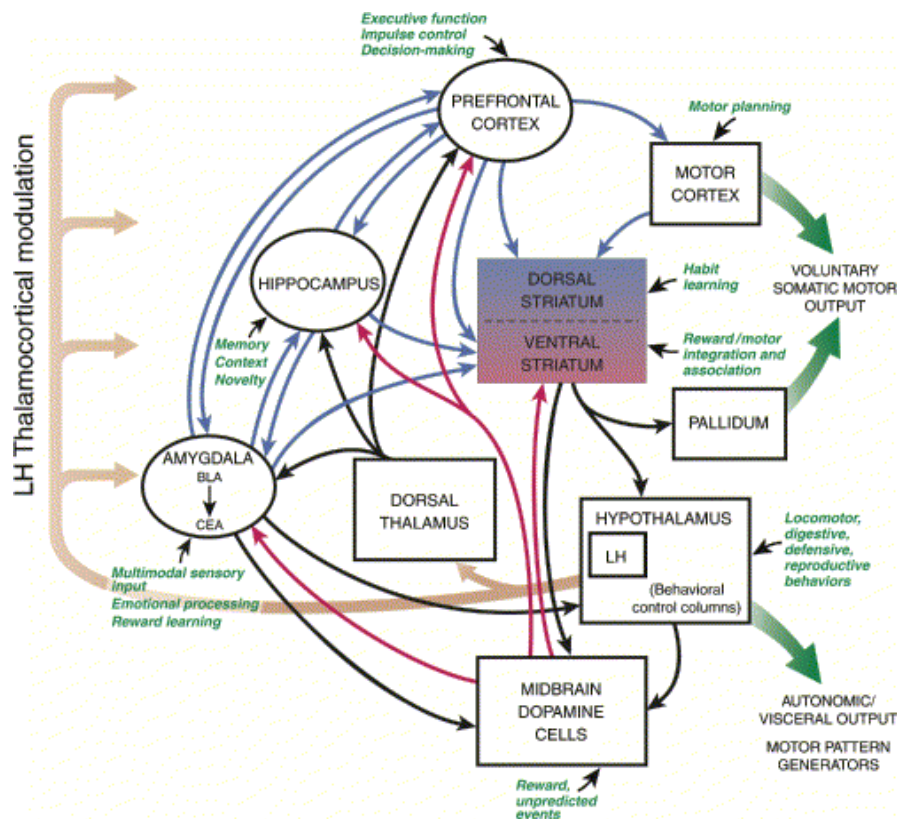 Executive function
Impulse control
Decision-making
PREFRONTAL
CORTEX
Motor planning
MOTOR
CORTEX
LH Thalamocortical modulation
HIPPOCAMPUS
Memory
Context
Novelty
DORSAL
STRIATUM
VENTRAL
STRIATUM
Habit
learning
VOLUNTARY
SOMATIC MOTOR
OUTPUT
Reward/motor
integration and
association
PALLIDUM
AMYGDALA
BLA
CEA
DORSAL
THALAMUS
HYPOTHALAMUS
LH
(Behavioral
control columns)
Locomotor,
digestive,
defensive,
reproductive
behaviors
Multimodal sensory
input
Emotional processing
Reward learning
MIDBRAIN
DOPAMINE
CELLS
AUTONOMIC/
VISCERAL OUTPUT
MOTOR PATTERN
GENERATORS
Reward,
unpredicted
events